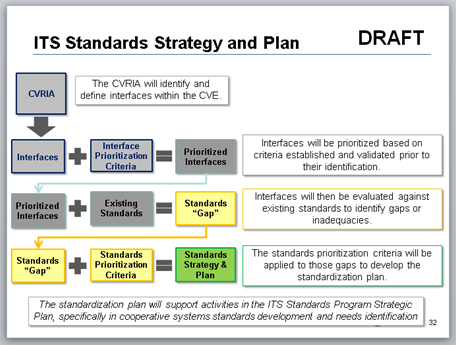 ITS Standards Strategy and Plan
DRAFT
CVRIA
The CVRIA will identify and
define interfaces within the CVE.
Interfaces
Interface
Prioritization
Criteria
Prioritized
Interfaces
Interfaces will be prioritized based on
criteria established and validated prior to
their identification.
Prioritized
Interfaces
Existing
Standards
Standards
“Gap”
Interfaces will then be evaluated against
existing standards to identify gaps or
inadequacies.
Standards
“Gap”
Standards
Prioritization
Criteria
Standards
Strategy &
Plan
The standards prioritization criteria will be
applied to those gaps to develop the
standardization plan.
The standardization plan will support activities in the ITS Standards Program Strategic
Plan, specifically in cooperative systems standards development and needs identification
32